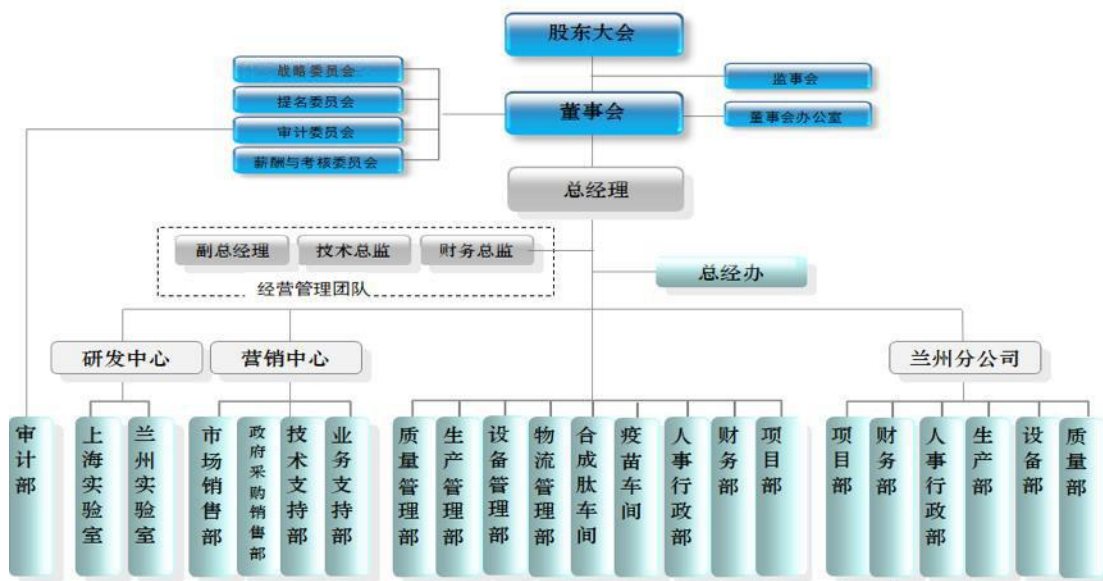 股东大会
战略委员会
监事会
提名委员会
董事会
董事会办公室
审计委员会
薪酬与考核委员会
总经理
副总经理
技术总监
财务总监
总经办
经营管理团队
研发中心
营销中心
兰州分公司
审计部
上海实验室
兰州实验室
市场销售部
政府采购销售部
技术支持部
业务支持部
质量管理部
生产管理部
设备管理部
物流管理部
合成肽车间
疫苗车间
人事行政部
财务部
项目部
项目部
财务部
人事行政部
生产部
设备部
质量部